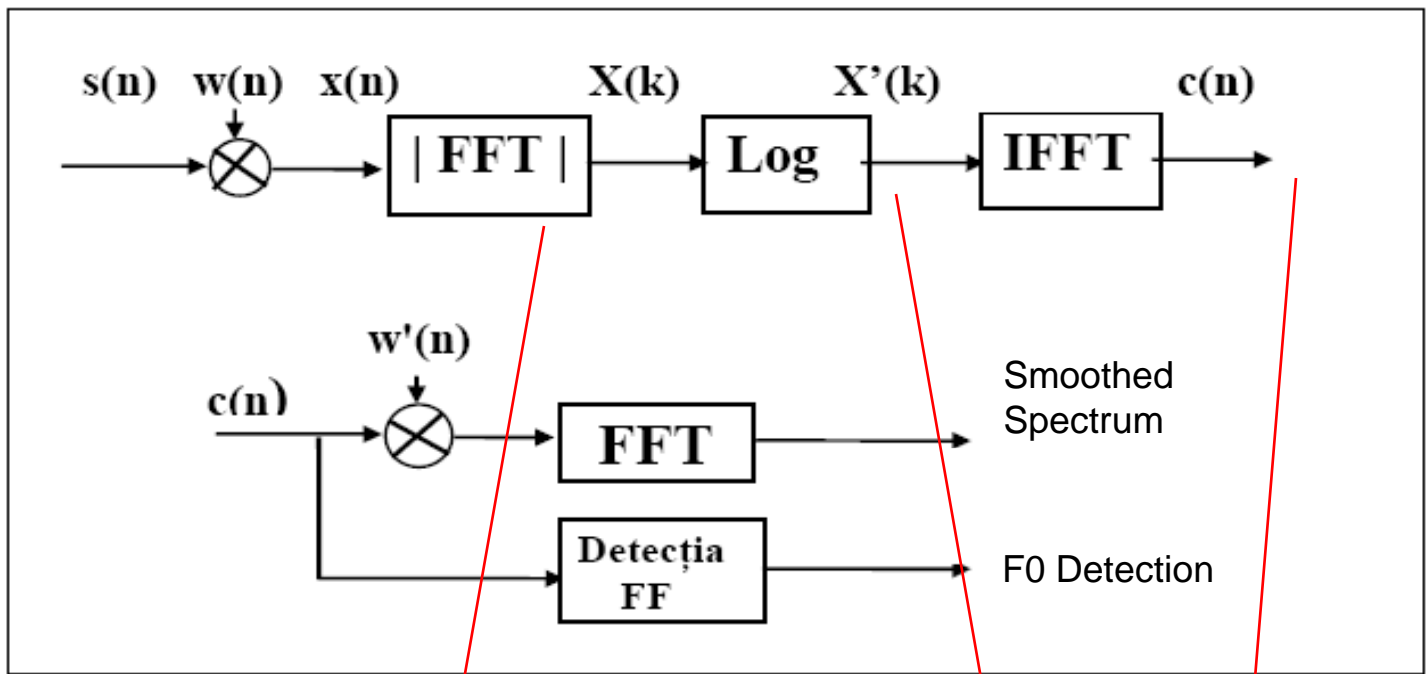 s(n) w(n) x(n) X(k) X’(k) c(n)
| FFT | Log IFFT
w'(n)
c(n)
FFT
Smoothed
Spectrum
Detecția
FF
F0 Detection